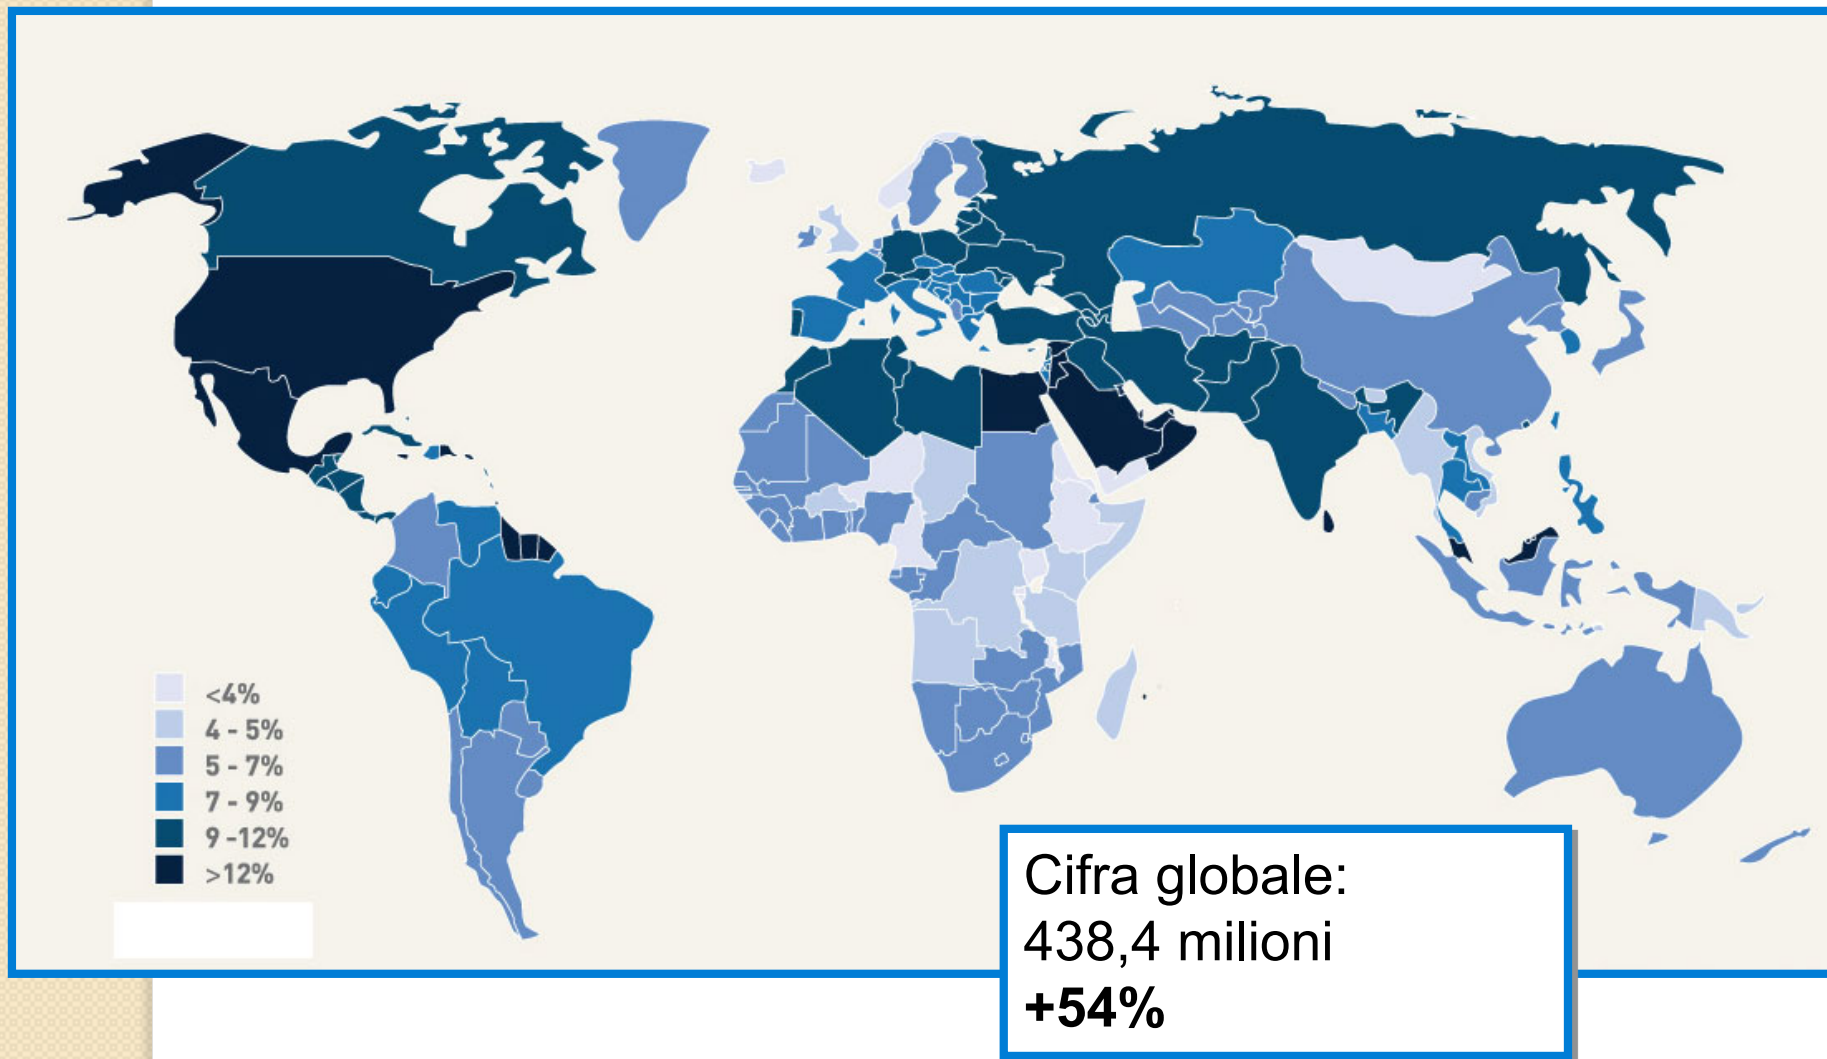 <4%
4 - 5%
5 - 7%
7 - 9%
9 -12%
>12%
Cifra globale:
438,4 milioni
+54%